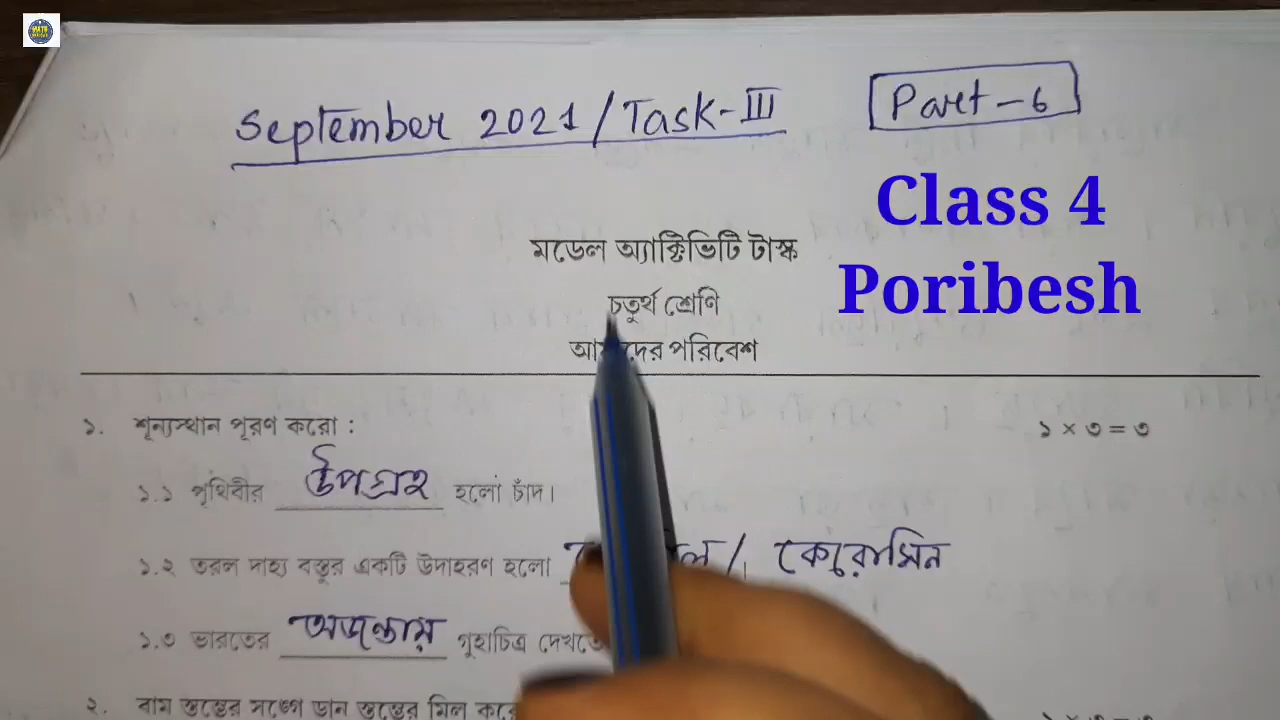 September 2021/Task-III
Part-6
Class 4
Poribesh
মডেল অ্যাক্টিভিটি টাস্ক
চতুর্থ শ্রেণি
পরিবেশ
১. শূন্যস্থান পূরণ করো : ১ × ৩ = ৩
১.১ পৃথিবীর উপগ্রহ হলো চাঁদ।
১.২ তরল দাহ্য বস্তুর একটি উদাহরণ হলো / কেরোসিন
১.৩ ভারতের অজন্তায় গুহাচিত্র
২. বাম স্তম্ভের সঙ্গে ডান স্তম্ভের মিল